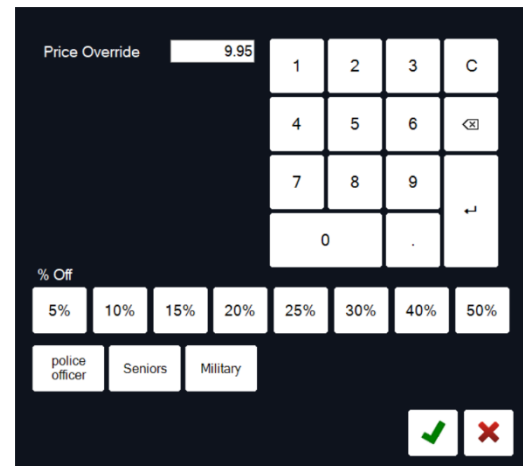 Price Override 9.95
1 2 3 C
4 5 6
7 8 9
0 .
% Off
5% 10% 15% 20% 25% 30% 40% 50%
police
officer
Seniors
Military